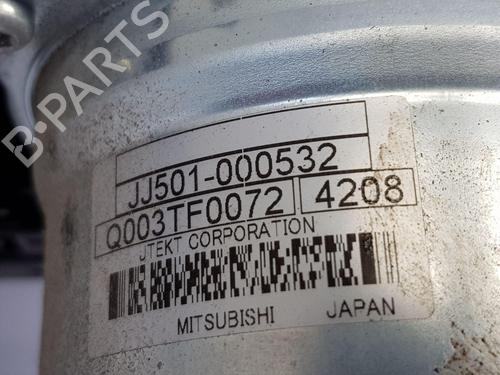 B-PARTS
JJ501-000532
Q003TF0072 4208
JTEKT CORPORATION
MITSUBISHI JAPAN